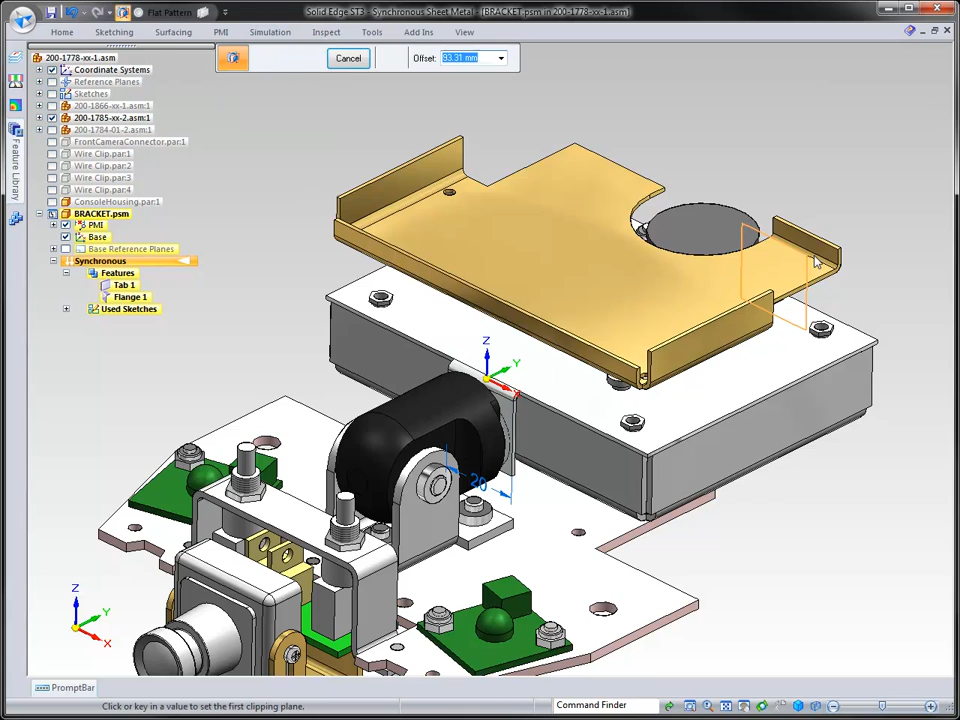 Flat Pattern
Solid Edge ST3 - Synchronous Sheet Metal - [BRACKET.psm in 200-1778-xx-1.asm]
Home Sketching Surfacing PMI Simulation Inspect Tools Add Ins View
Cancel Offset: 93.31 mm
200-1778-xx-1.asm
Coordinate Systems
Reference Planes
Sketches
200-1866-xx-1.asm:1
200-1785-xx-2.asm:1
200-1784-01-2.asm:1
FrontCameraConnector.par:1
Wire Clip.par:1
Wire Clip.par:2
Wire Clip.par:3
Wire Clip.par:4
ConsoleHousing.par:1
BRACKET.psm
PMI
Base
Base Reference Planes
Synchronous
Features
Tab 1
Flange 1
Used Sketches
Feature Library
Z
Y
X
20
Z
Y
X
PromptBar
Click or key in a value to set the first clipping plane.
Command Finder